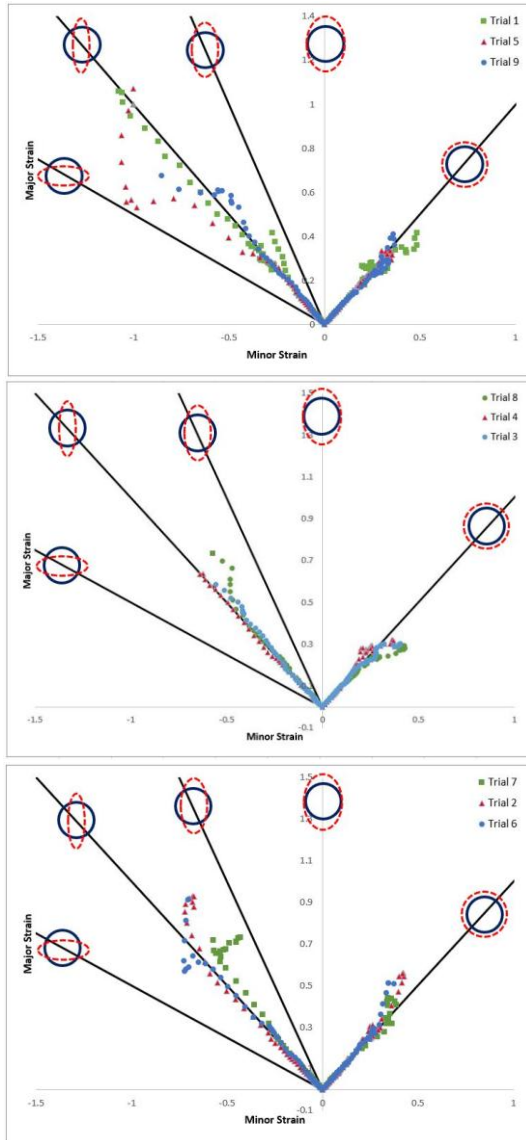 1.4
Trial 1
Trial 5
Trial 9
1
0.8
0.6
0.4
0.2
0
Major Strain
-1.5
-1
-0.5
0
0.5
1
Minor Strain
Trial 8
Trial 4
Trial 3
1.1
0.9
0.7
0.5
0.3
0.1
-0.1
Major Strain
-1.5
-1
-0.5
0
0.5
1
Minor Strain
1.5
Trial 7
Trial 2
Trial 6
1.1
0.9
0.7
0.5
0.3
0.1
-0.1
Major Strain
-1.5
-1
-0.5
0
0.5
1
Minor Strain